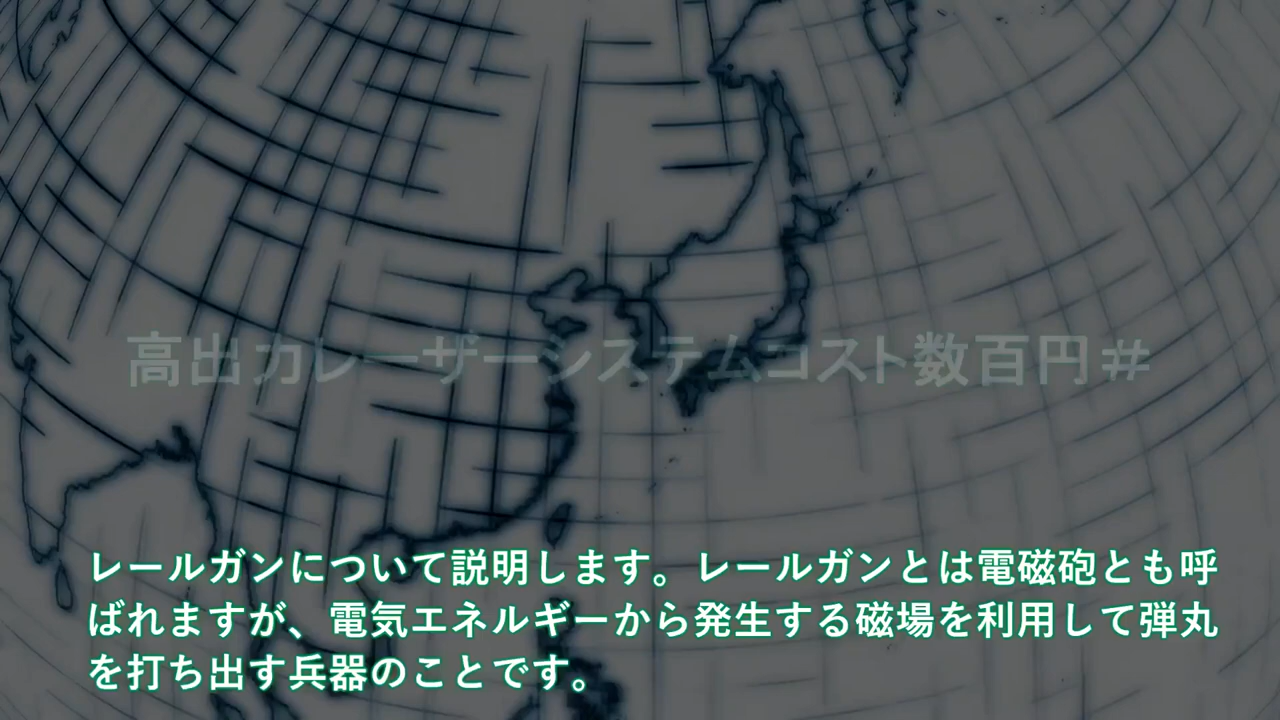 高出力レーザーシステムコスト数百円#
レールガンについて説明します。レールガンとは電磁砲とも呼
ばれますが、電気エネルギーから発生する磁場を利用して弾丸
を打ち出す兵器のことです。